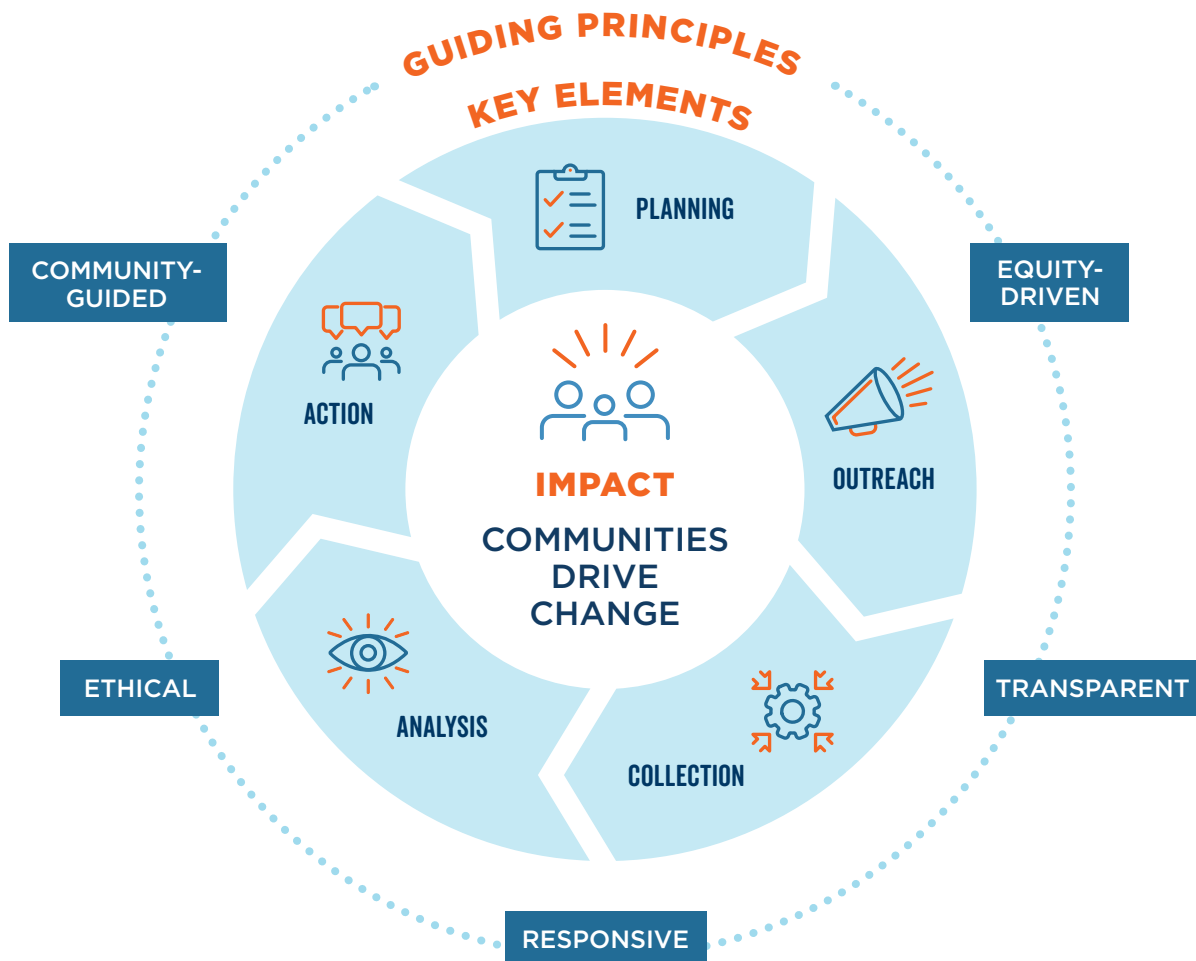 GUIDING PRINCIPLES
KEY ELEMENTS
PLANNING
COMMUNITY-
GUIDED
EQUITY-
DRIVEN
ACTION
OUTREACH
IMPACT
COMMUNITIES
DRIVE
CHANGE
ETHICAL
TRANSPARENT
ANALYSIS
COLLECTION
RESPONSIVE